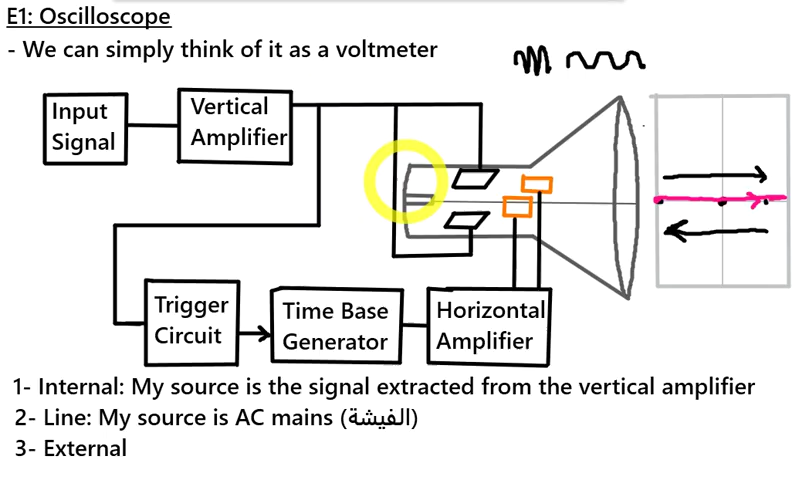 E1: Oscilloscope
- We can simply think of it as a voltmeter
Input
Signal
Vertical
Amplifier
Trigger
Circuit
Time Base
Generator
Horizontal
Amplifier
1- Internal: My source is the signal extracted from the vertical amplifier
2- Line: My source is AC mains (الفيشة)
3- External